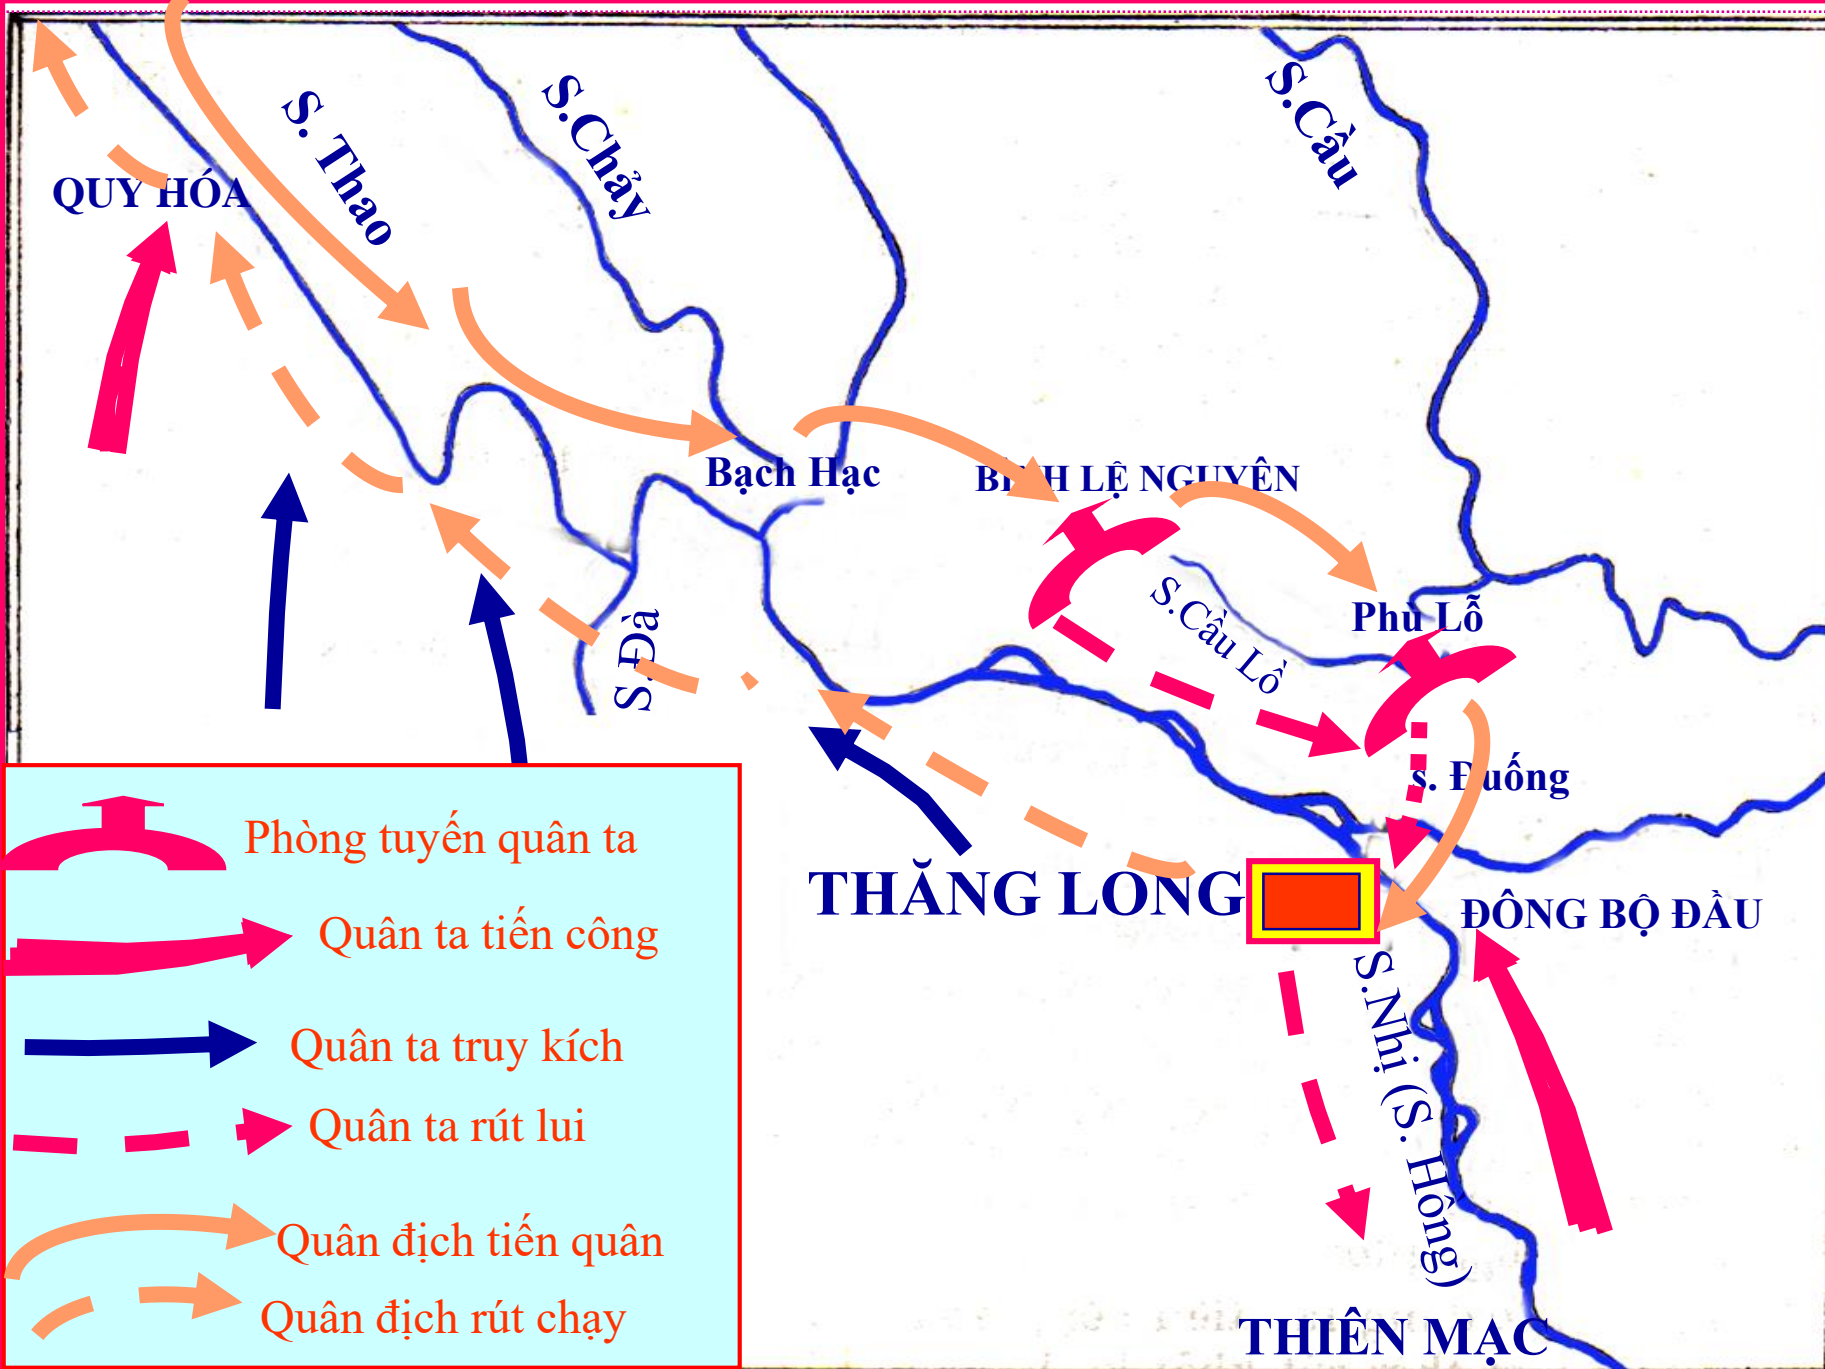 S. Thao
S.Chảy
S.Cầu
QUY HÓA
Bạch Hạc
BÌNH LỆ NGUYÊN
S.Cầu Lồ
Phù Lỗ
S.Đà
s. Đuống
THĂNG LONG
ĐÔNG BỘ ĐẦU
S.Nhị (S. Hồng)
THIÊN MẠC
Phòng tuyến quân ta
Quân ta tiến công
Quân ta truy kích
Quân ta rút lui
Quân địch tiến quân
Quân địch rút chạy